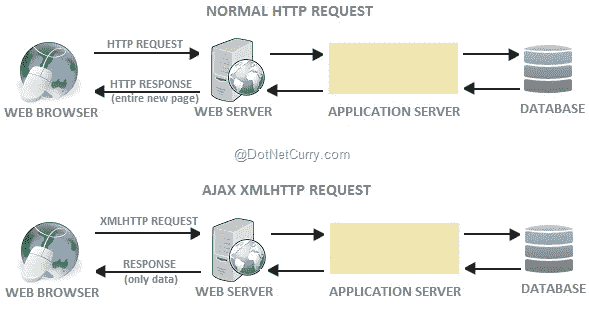 NORMAL HTTP REQUEST
HTTP REQUEST
HTTP RESPONSE
(entire new page)
WEB BROWSER
WEB SERVER
APPLICATION SERVER
DATABASE
@DotNetCurry.com
AJAX XMLHTTP REQUEST
XMLHTTP REQUEST
RESPONSE
(only data)
WEB BROWSER
WEB SERVER
APPLICATION SERVER
DATABASE